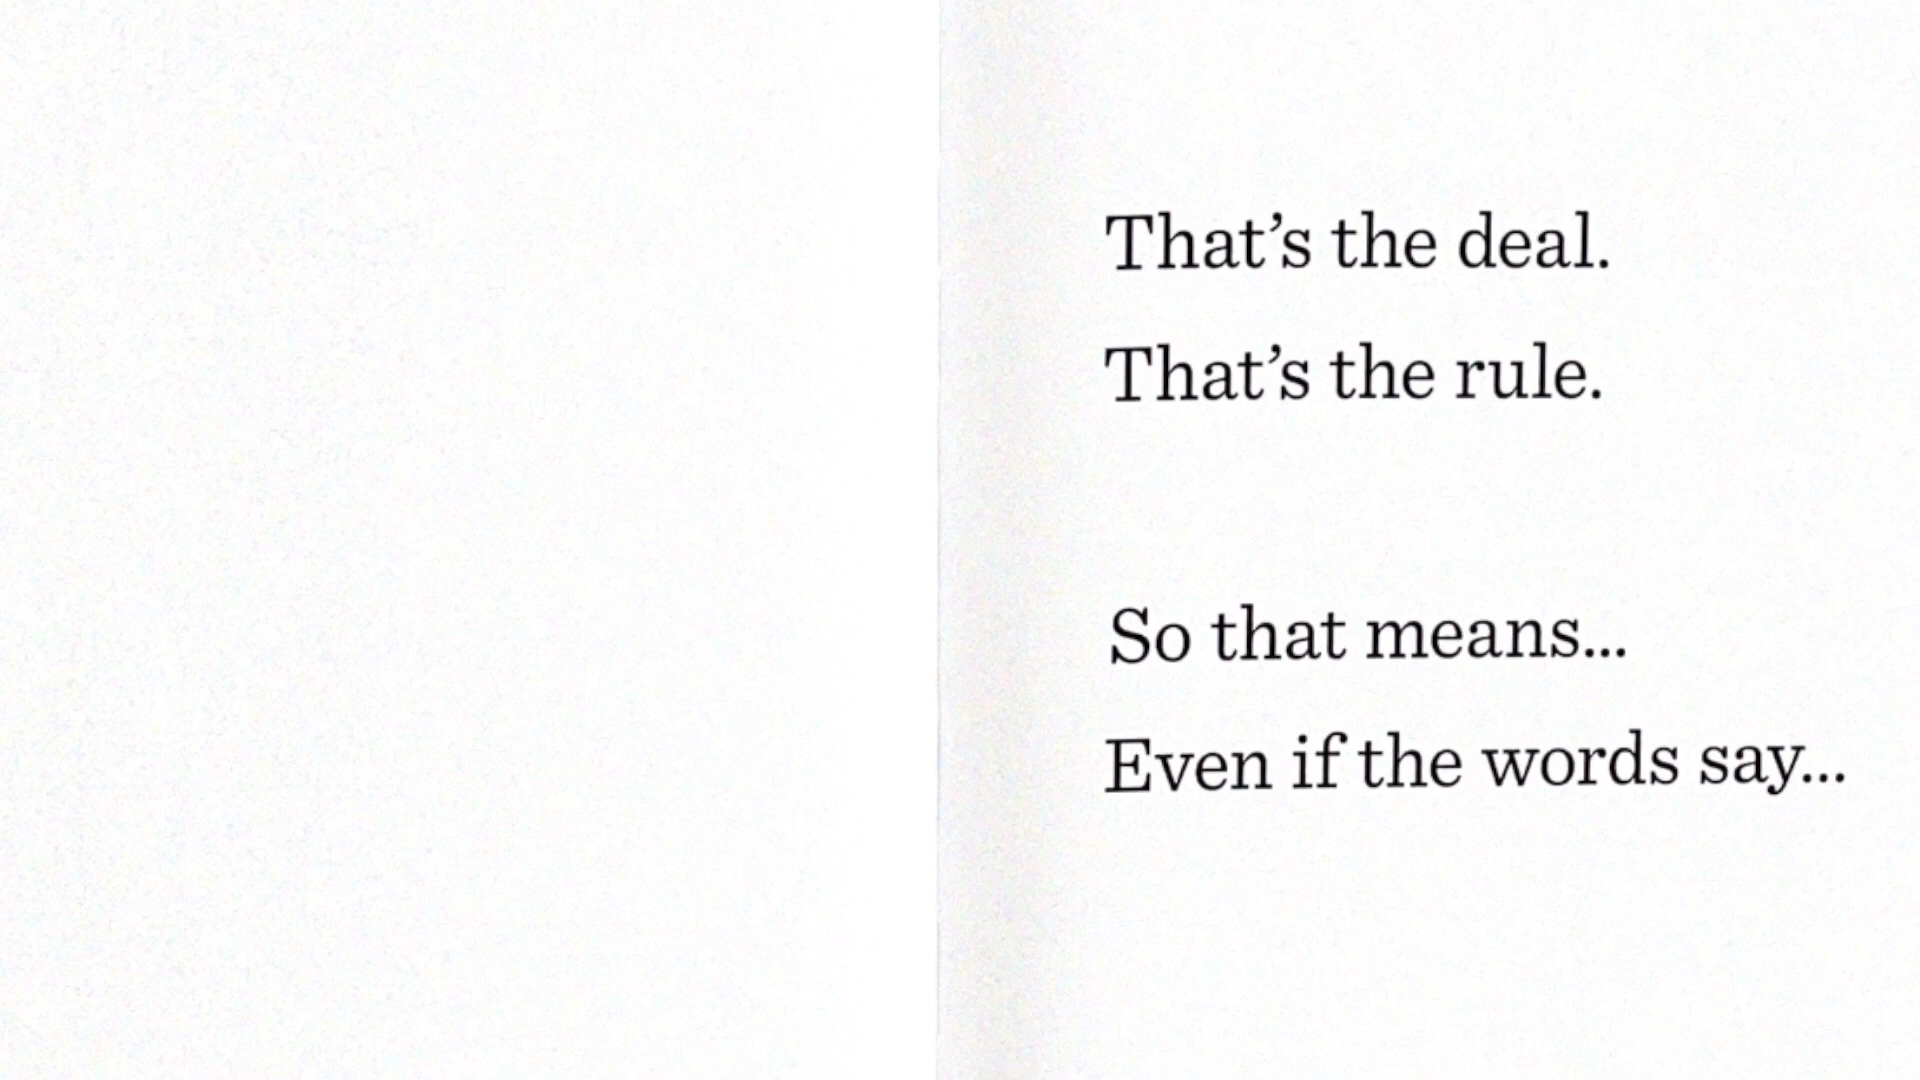 That’s the deal.
That’s the rule.
So that means...
Even if the words say...